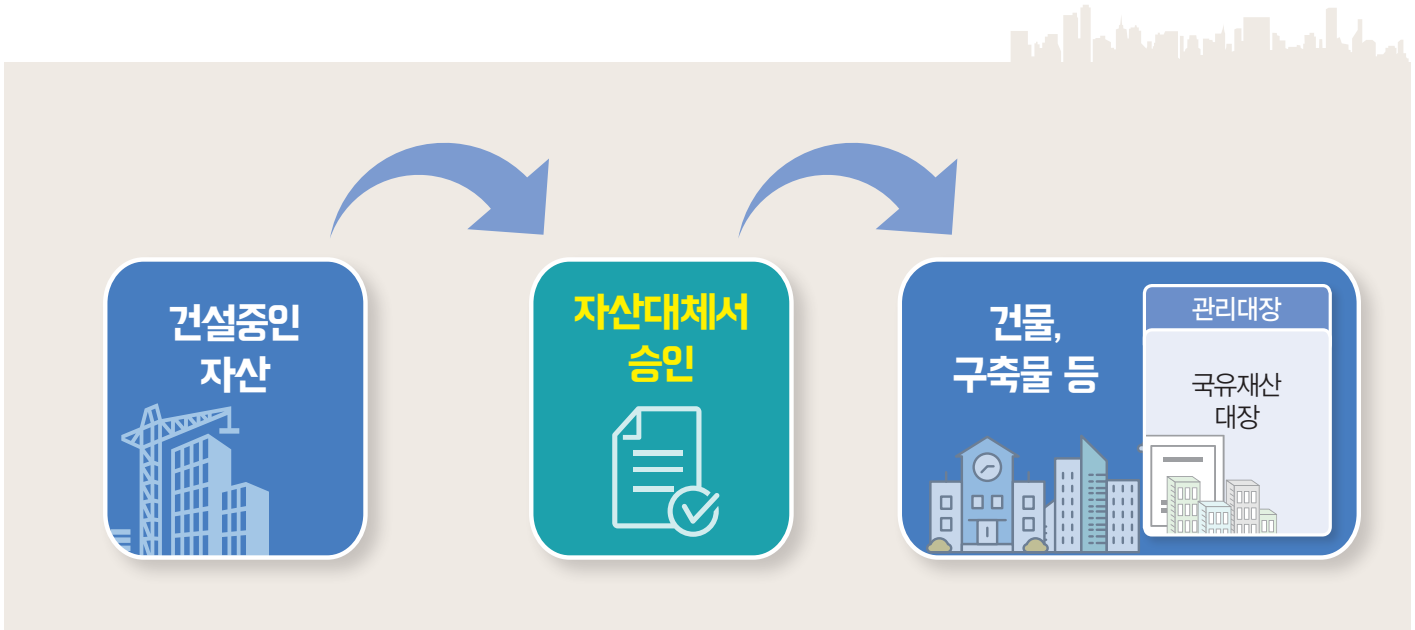 건설중인
자산
자산대체서
승인
건물,
구축물 등
관리대장
국유재산
대장